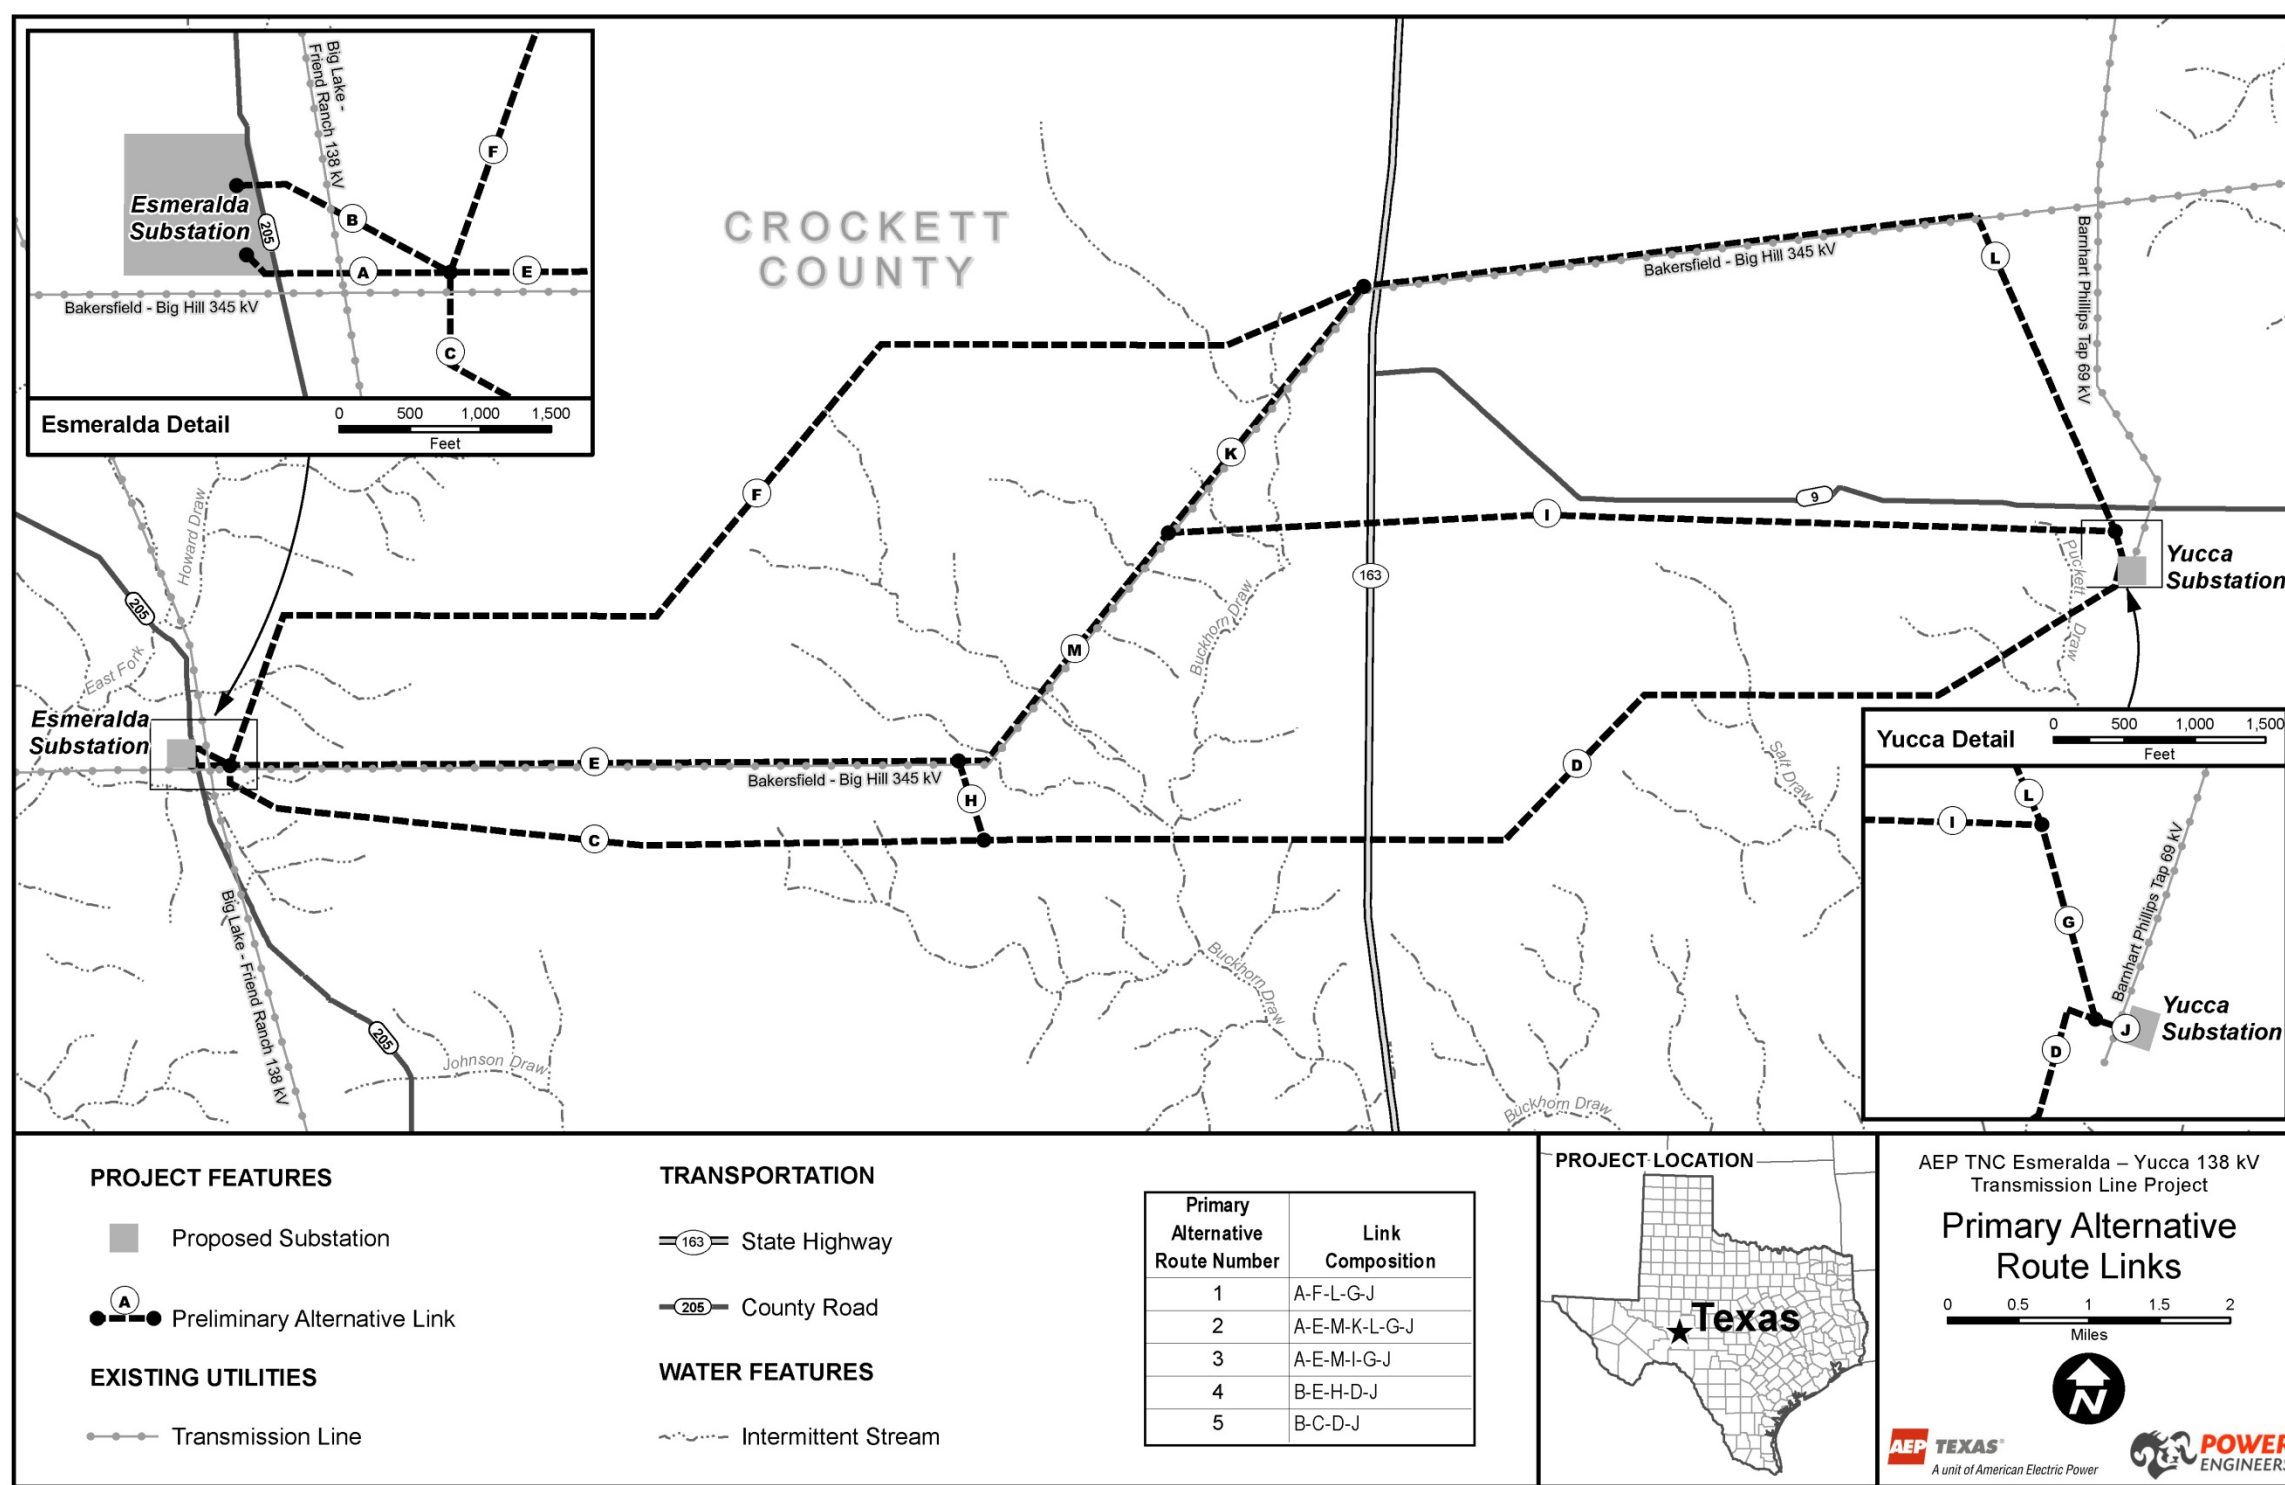 Big Lake -
Friend Ranch 138 kV
F
Esmeralda
Substation
205
B
A
E
Bakersfield - Big Hill 345 kV
C
Esmeralda Detail
0 500 1,000 1,500
Feet
CROCKETT
COUNTY
L
Bakersfield - Big Hill 345 kV
Barnhart Phillips Tap 69 kV
K
F
Howard Draw
9
I
163
Puckett Draw
Yucca
Substation
205
East Fork
Buckhorn Draw
M
Esmeralda
Substation
E
Bakersfield - Big Hill 345 kV
H
D
Salt Draw
C
Big Lake - Friend Ranch 138 kV
205
Johnson Draw
Buckhorn Draw
Buckhorn Draw
Yucca Detail
0 500 1,000 1,500
Feet
L
I
G
Barnhart Phillips Tap 69 kV
Yucca
Substation
J
D
PROJECT FEATURES
Proposed Substation
A
Preliminary Alternative Link
EXISTING UTILITIES
Transmission Line
TRANSPORTATION
163 State Highway
205 County Road
WATER FEATURES
Intermittent Stream
Primary
Alternative Link
Route Number Composition
1 A-F-L-G-J
2 A-E-M-K-L-G-J
3 A-E-M-I-G-J
4 B-E-H-D-J
5 B-C-D-J
PROJECT LOCATION
Texas
AEP TNC Esmeralda – Yucca 138 kV
Transmission Line Project
Primary Alternative
Route Links
0 0.5 1 1.5 2
Miles
N
AEP TEXAS®
A unit of American Electric Power
POWER
ENGINEERS